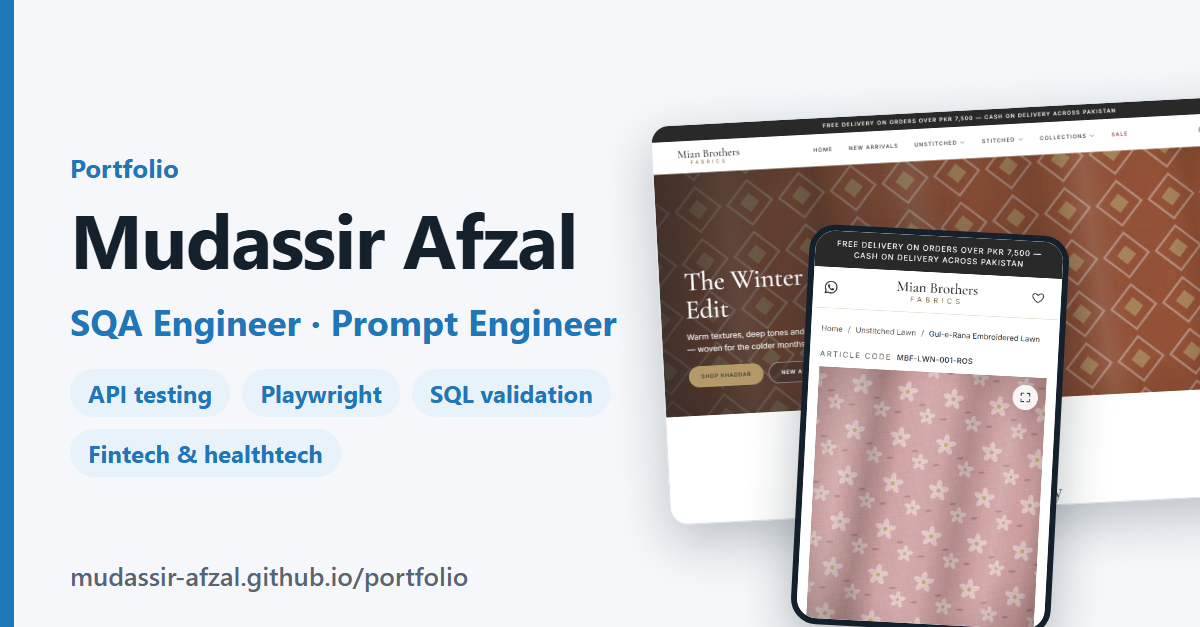 Portfolio
Mudassir Afzal
SQA Engineer · Prompt Engineer
API testing
Playwright
SQL validation
Fintech & healthtech
mudassir-afzal.github.io/portfolio
FREE DELIVERY ON ORDERS OVER PKR 7,500 — CASH ON DELIVERY ACROSS PAKISTAN
Mian Brothers
FABRICS
HOME
NEW ARRIVALS
UNSTITCHED
STITCHED
COLLECTIONS
SALE
The Winter
Edit
Warm textures, deep tones and
— woven for the colder months
SHOP KHADDAR
NEW A
FREE DELIVERY ON ORDERS OVER PKR 7,500 —
CASH ON DELIVERY ACROSS PAKISTAN
Mian Brothers
FABRICS
Home / Unstitched Lawn / Gul-e-Rana Embroidered Lawn
ARTICLE CODE MBF-LWN-001-ROS